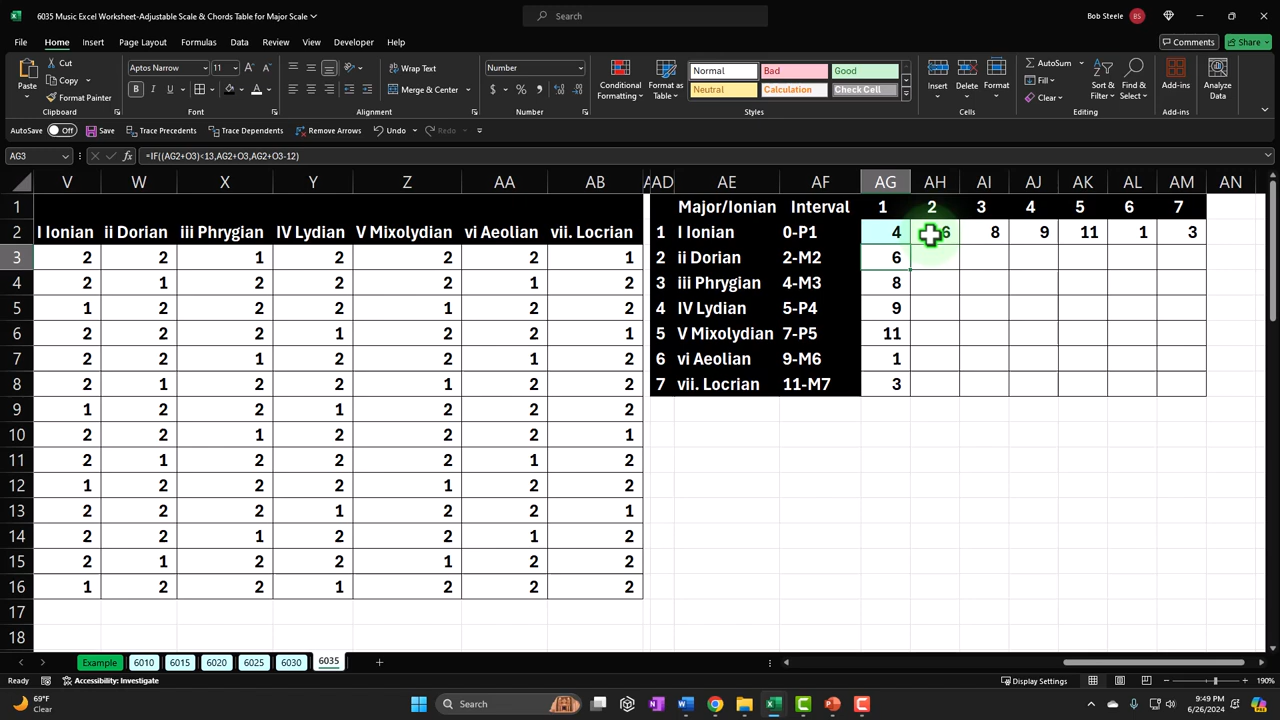 6035 Music Excel Worksheet-Adjustable Scale & Chords Table for Major Scale
Search
Bob Steele
BS
File Home Insert Draw Page Layout Formulas Data Review View Developer Help
Comments
Share
Paste
Cut
Copy
Format Painter
Clipboard
Aptos Narrow
11
B I U
Font
Wrap Text
Merge & Center
Alignment
Number
Number
Conditional Formatting
Format as Table
Normal Bad Good
Neutral Calculation Check Cell
Styles
Insert Delete Format
Cells
AutoSum
Fill
Clear
Sort & Filter
Find & Select
Editing
Add-ins
Add-ins
Analyze Data
AutoSave Off Save Trace Precedents Trace Dependents Remove Arrows Undo Redo
AG3 fx =IF((AG2+O3)<13,AG2+O3,AG2+O3-12)
V W X Y Z AA AB AD AE AF AG AH AI AJ AK AL AM AN
1 Major/Ionian Interval 1 2 3 4 5 6 7
2 I Ionian ii Dorian iii Phrygian IV Lydian V Mixolydian vi Aeolian vii. Locrian 1 I Ionian 0-P1 4 6 8 9 11 1 3
3 2 2 1 2 2 2 1 2 ii Dorian 2-M2 6
4 2 1 2 2 2 1 2 3 iii Phrygian 4-M3 8
5 1 2 2 2 1 2 2 4 IV Lydian 5-P4 9
6 2 2 2 1 2 2 1 5 V Mixolydian 7-P5 11
7 2 2 1 2 2 1 2 6 vi Aeolian 9-M6 1
8 2 1 2 2 1 2 2 7 vii. Locrian 11-M7 3
9 1 2 2 1 2 2 2
10 2 2 1 2 2 2 1
11 2 1 2 2 2 1 2
12 1 2 2 2 1 2 2
13 2 2 2 1 2 2 1
14 2 2 1 2 2 1 2
15 2 1 2 2 1 2 2
16 1 2 2 1 2 2 2
17
18
Example 6010 6015 6020 6025 6030 6035
Ready
Accessibility: Investigate
Display Settings
190%
69°F
Clear
Search
9:49 PM
6/26/2024